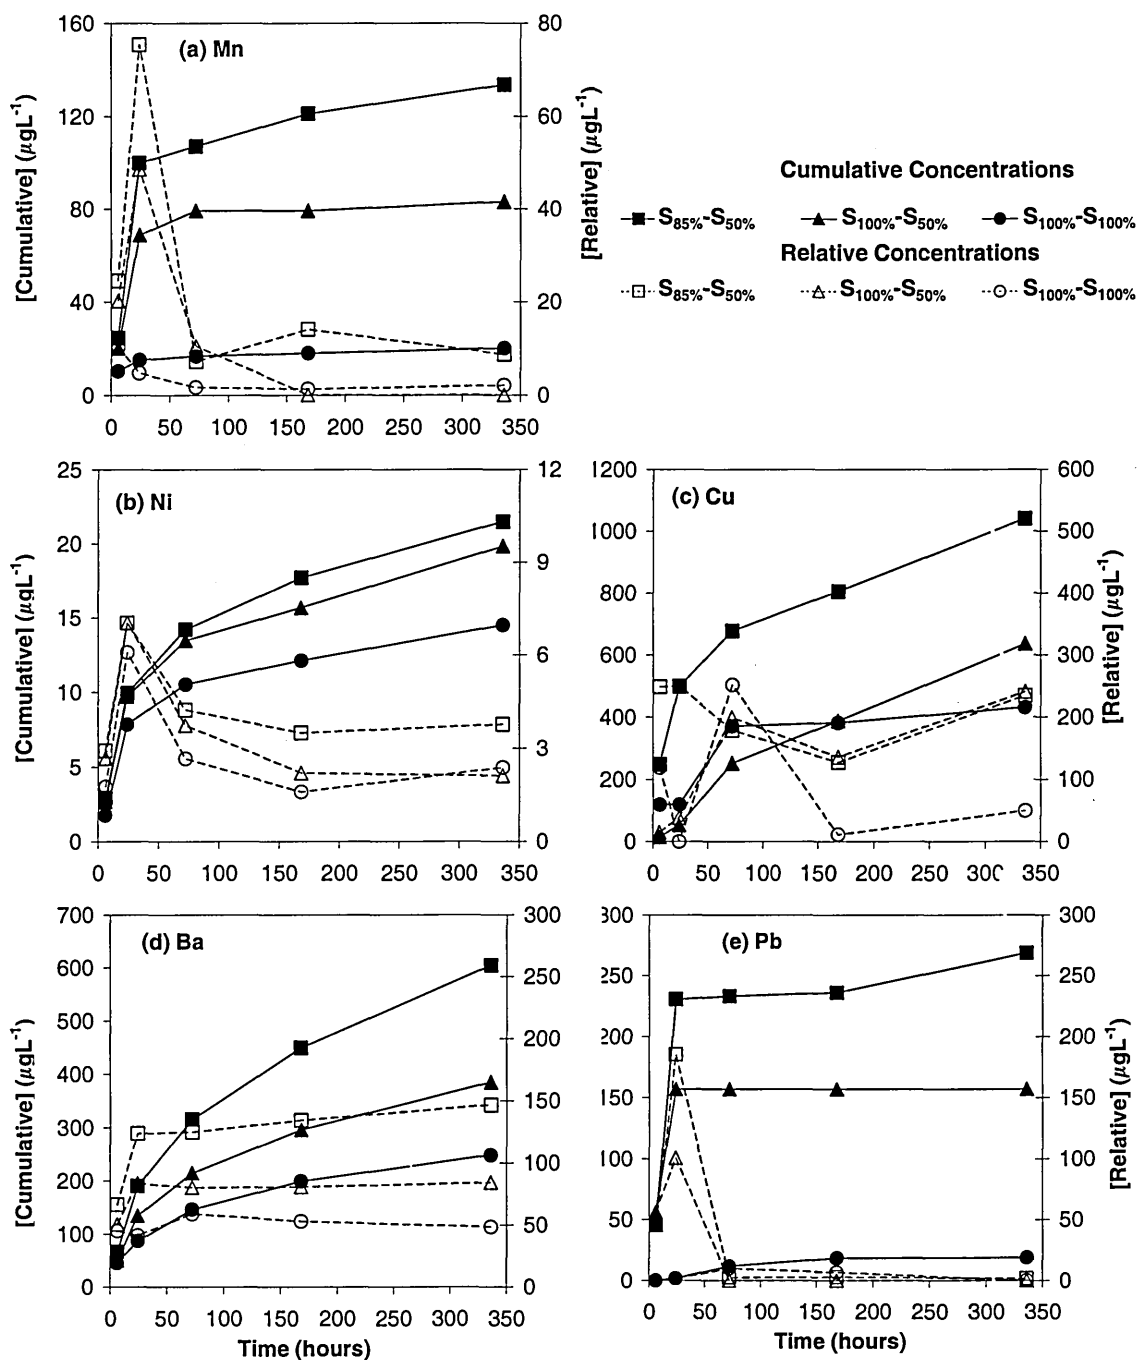 (a) Mn
[Cumulative] (μgL⁻¹)
160
120
80
40
0
80
60
40
20
0
[Relative] (μgL⁻¹)
0 50 100 150 200 250 300 350
Cumulative Concentrations
S85%-S50% S100%-S50% S100%-S100%
Relative Concentrations
S85%-S50% S100%-S50% S100%-S100%
(b) Ni
[Cumulative] (μgL⁻¹)
25
20
15
10
5
0
12
9
6
3
0
0 50 100 150 200 250 300 350
(c) Cu
1200
1000
800
600
400
200
0
600
500
400
300
200
100
0
[Relative] (μgL⁻¹)
0 50 100 150 200 250 300 350
(d) Ba
[Cumulative] (μgL⁻¹)
700
600
500
400
300
200
100
0
300
250
200
150
100
50
0
0 50 100 150 200 250 300 350
Time (hours)
(e) Pb
300
250
200
150
100
50
0
300
250
200
150
100
50
0
[Relative] (μgL⁻¹)
0 50 100 150 200 250 300 350
Time (hours)